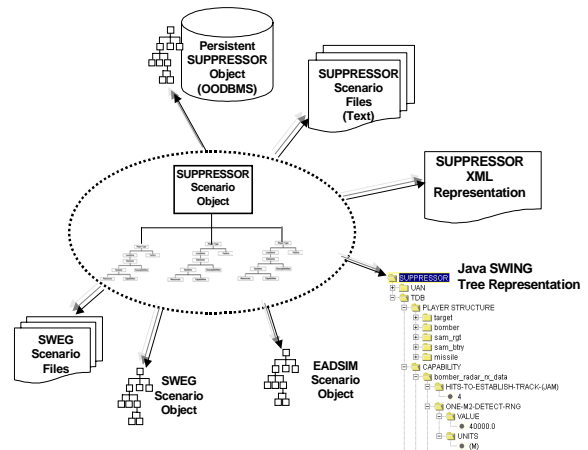 Persistent
SUPPRESSOR
Object
(OODBMS)
SUPPRESSOR
Scenario
Files
(Text)
SUPPRESSOR
XML
Representation
SUPPRESSOR
Scenario
Object
Java SWING
Tree Representation
SUPPRESSOR
UAN
TDB
PLAYER STRUCTURE
target
bomber
sam_rgt
sam_btry
missile
CAPABILITY
bomber_radar_rx_data
HITS-TO-ESTABLISH-TRACK-(JAM)
4
ONE-M2-DETECT-RNG
VALUE
40000.0
UNITS
(M)
SWEG
Scenario
Files
SWEG
Scenario
Object
EADSIM
Scenario
Object